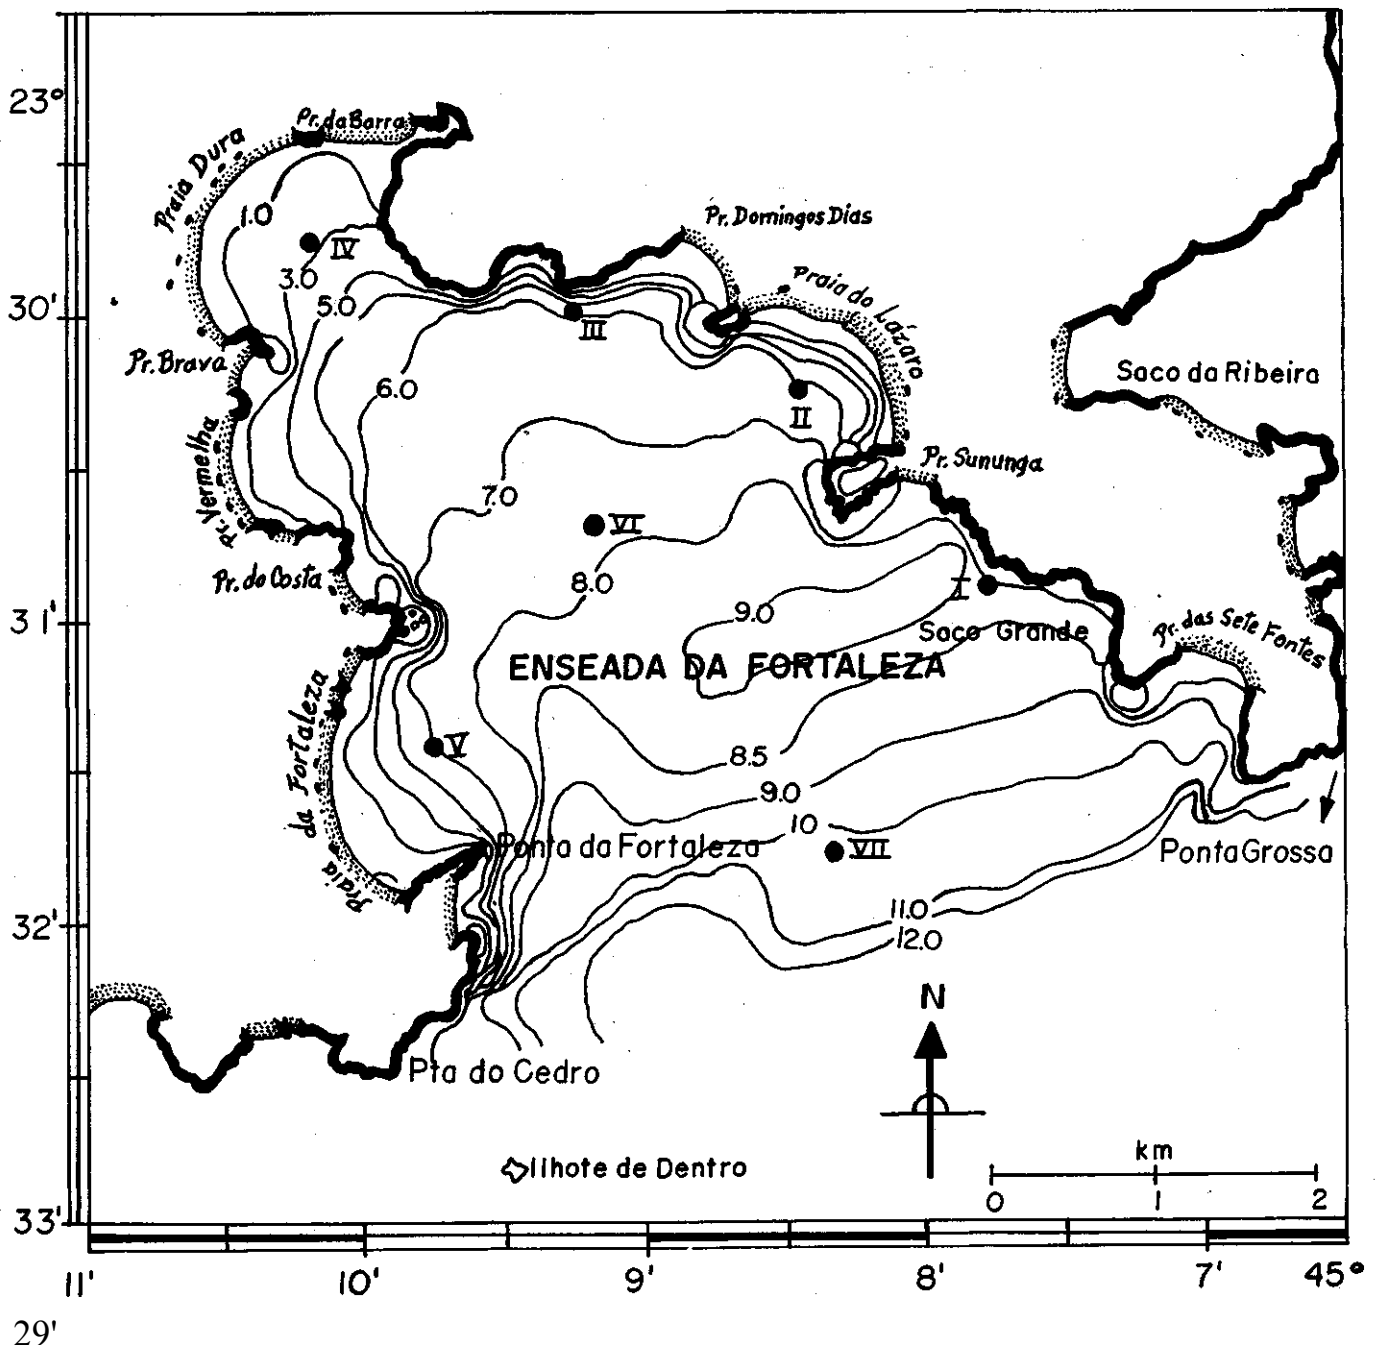 23°
Pr. da Barra
Praia Dura
1.0
Pr. Domingos Dias
IV
3.0
5.0
Praia do Lázaro
30'
III
Pr. Brava
Saco da Ribeira
6.0
II
Pr. Vermelha
Pr. Sununga
7.0
VI
Pr. do Costa
8.0
I
9.0
31'
Saco Grande
Pr. das Sete Fontes
ENSEADA DA FORTALEZA
Praia da Fortaleza
V
8.5
9.0
10
Ponta da Fortaleza
VII
Ponta Grossa
11.0
32'
12.0
N
Pta do Cedro
km
Ilhote de Dentro
0 1 2
33'
11' 10' 9' 8' 7' 45°
29'